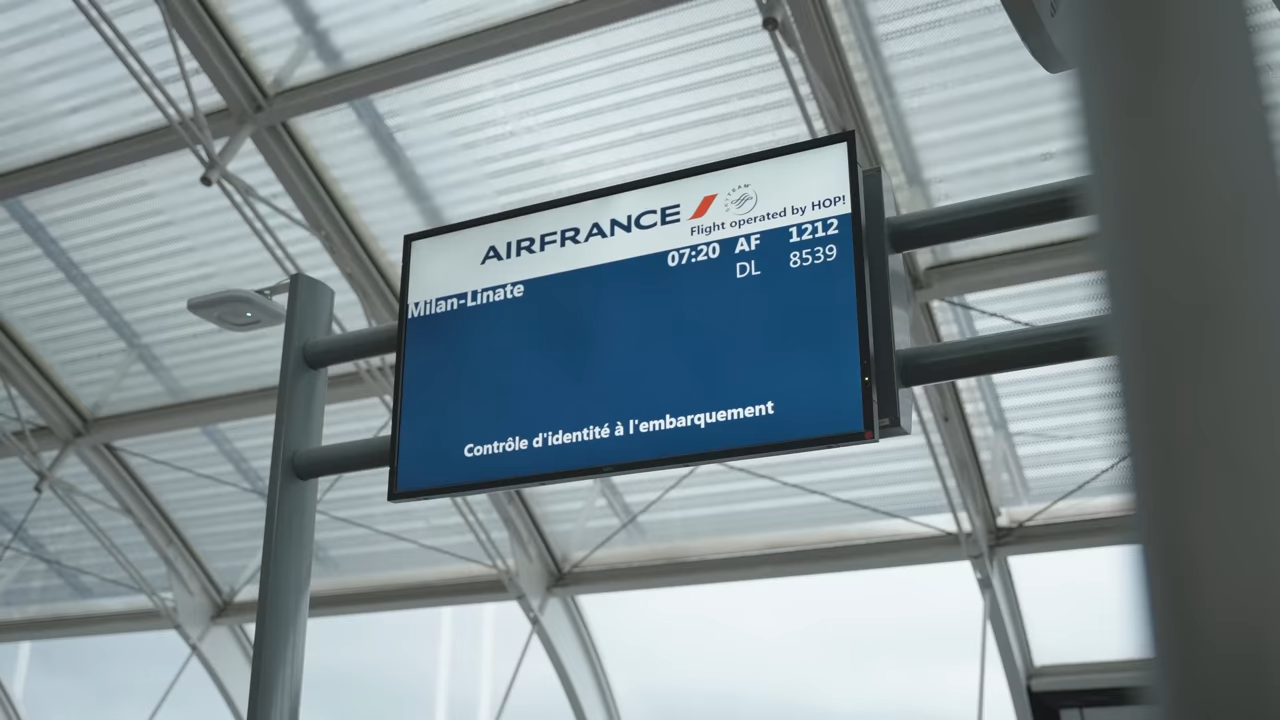 AIRFRANCE
SKYTEAM
Flight operated by HOP!
07:20 AF 1212
DL 8539
Milan-Linate
Contrôle d'identité à l'embarquement